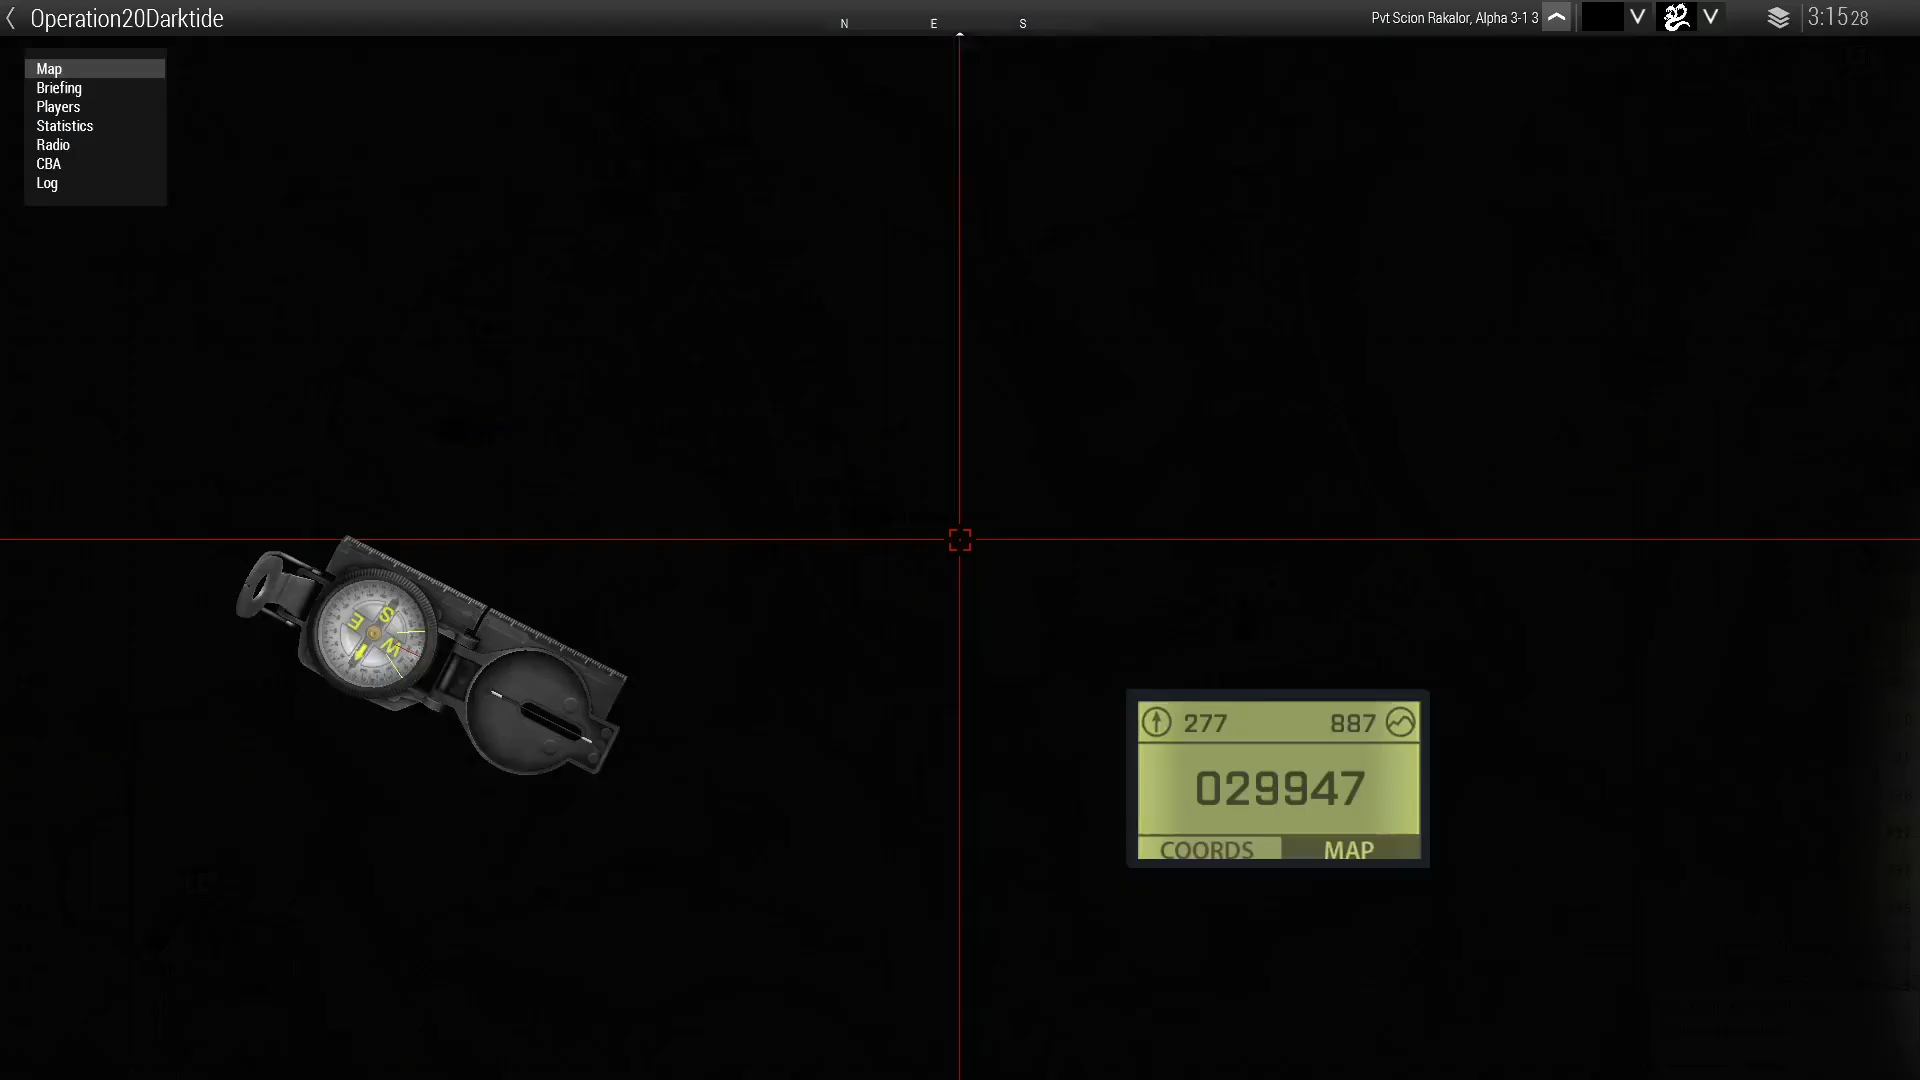 Operation20Darktide
N E S
Pvt Scion Rakalor, Alpha 3-1 3
3:15 28
Map
Briefing
Players
Statistics
Radio
CBA
Log
S
E
W
277 887
029947
COORDS MAP